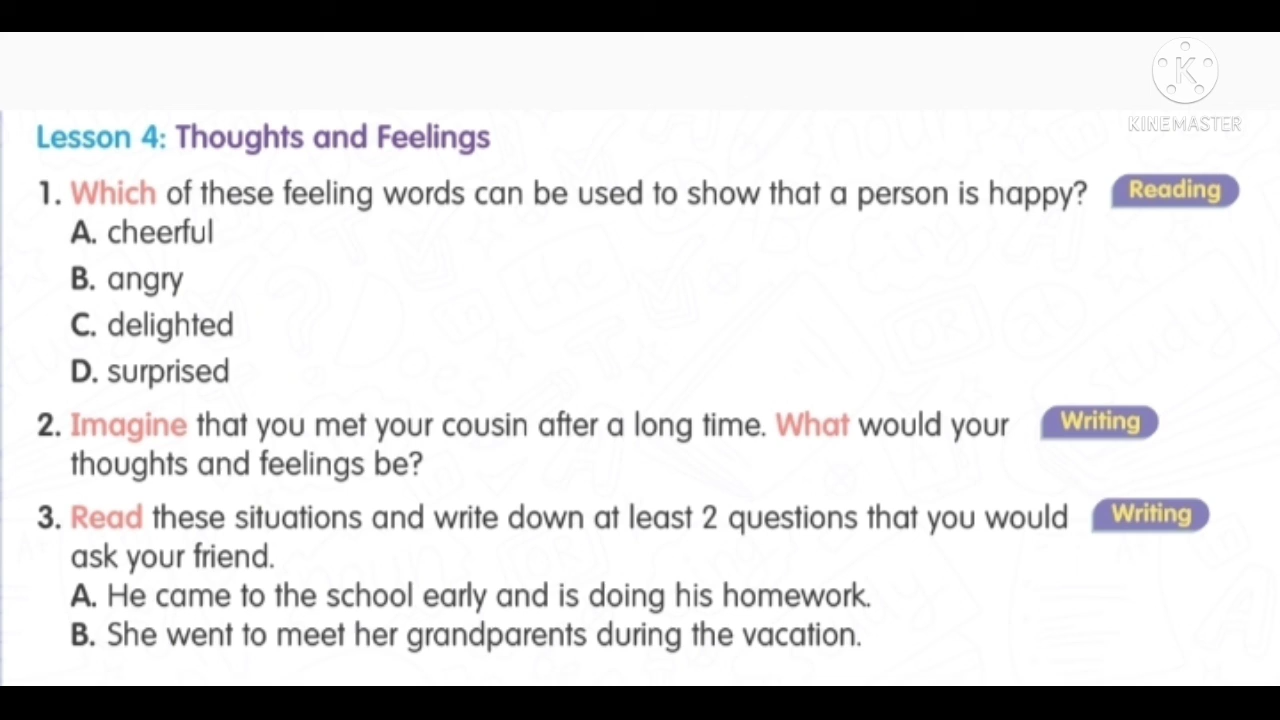 KINEMASTER
Lesson 4: Thoughts and Feelings
1. Which of these feeling words can be used to show that a person is happy? Reading
A. cheerful
B. angry
C. delighted
D. surprised
2. Imagine that you met your cousin after a long time. What would your Writing
thoughts and feelings be?
3. Read these situations and write down at least 2 questions that you would Writing
ask your friend.
A. He came to the school early and is doing his homework.
B. She went to meet her grandparents during the vacation.